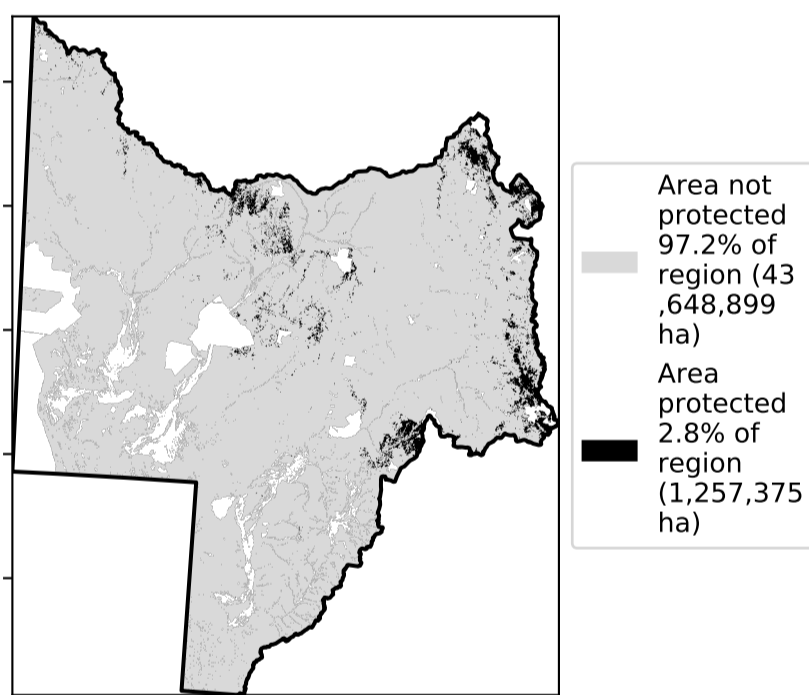 Area not
protected
97.2% of
region (43
,648,899
ha)
Area
protected
2.8% of
region
(1,257,375
ha)